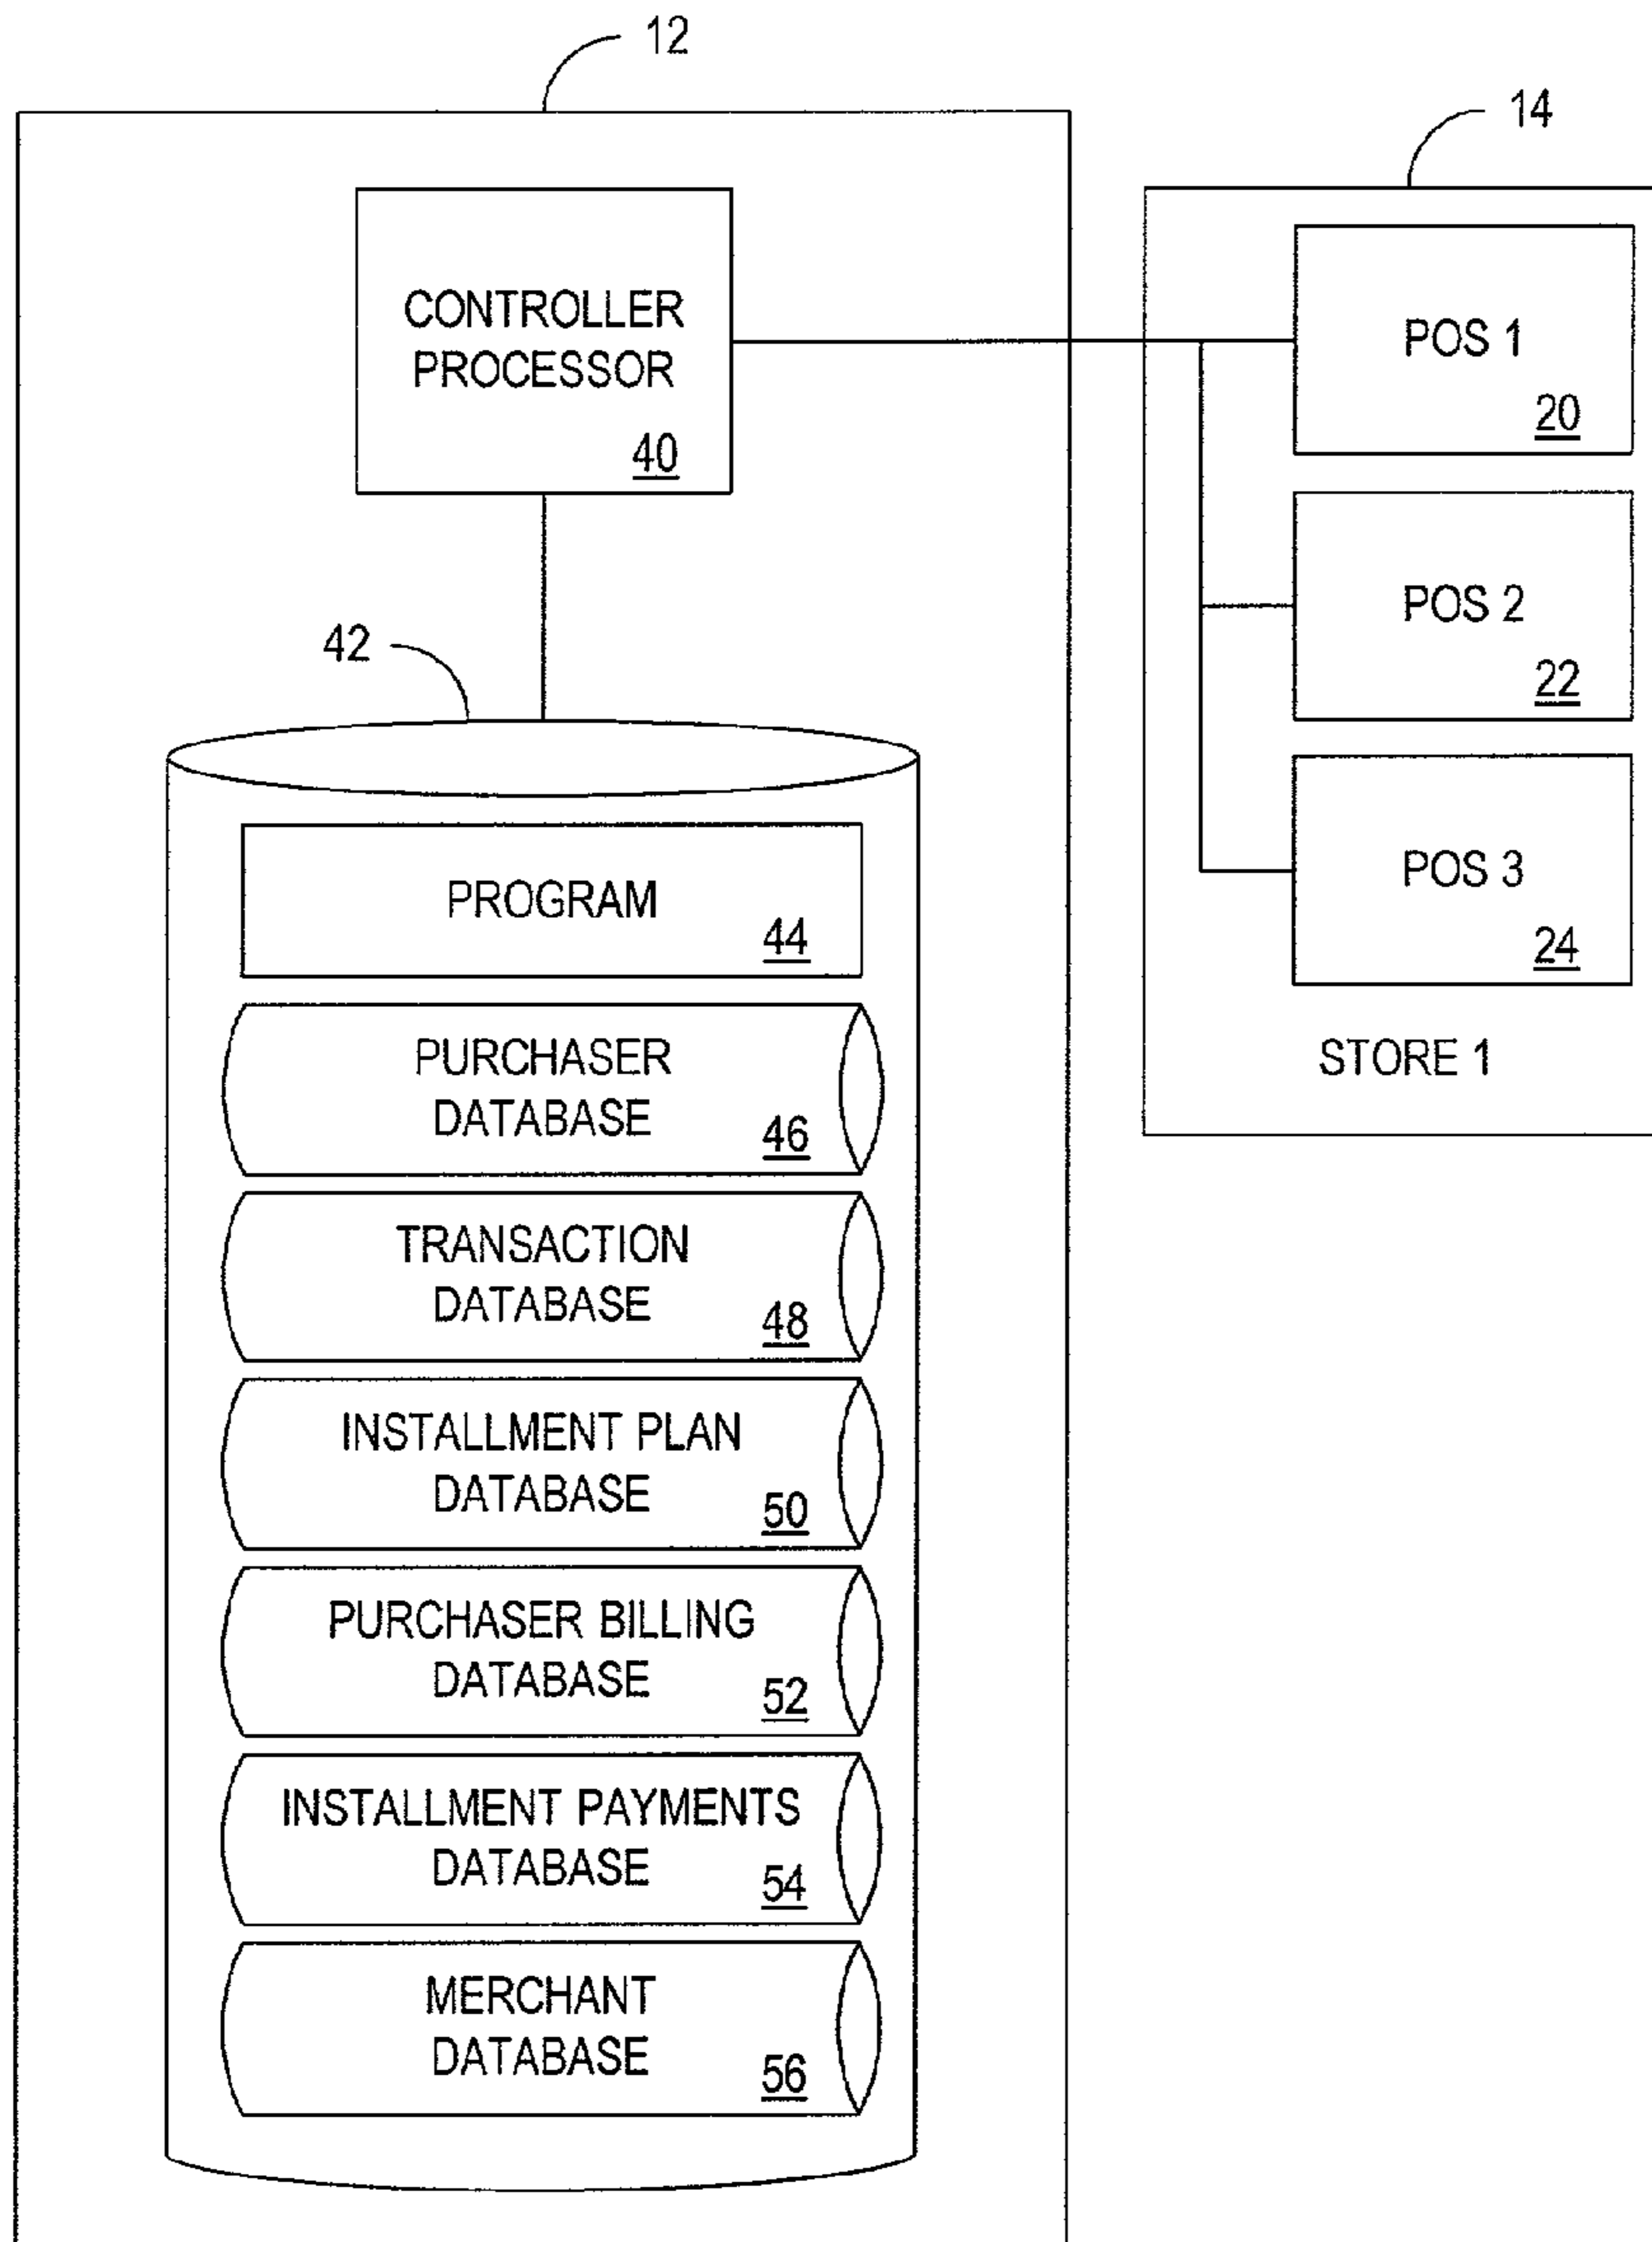 12
14
CONTROLLER
PROCESSOR
40
POS 1
20
POS 2
22
POS 3
24
STORE 1
42
PROGRAM
44
PURCHASER
DATABASE
46
TRANSACTION
DATABASE
48
INSTALLMENT PLAN
DATABASE
50
PURCHASER BILLING
DATABASE
52
INSTALLMENT PAYMENTS
DATABASE
54
MERCHANT
DATABASE
56